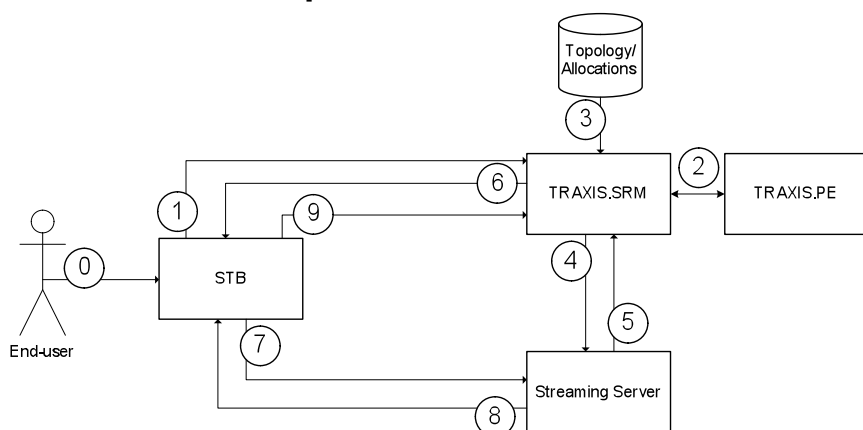 Topology/
Allocations
3
2
TRAXIS.SRM
TRAXIS.PE
6
1
9
0
STB
4
5
End-user
7
Streaming Server
8